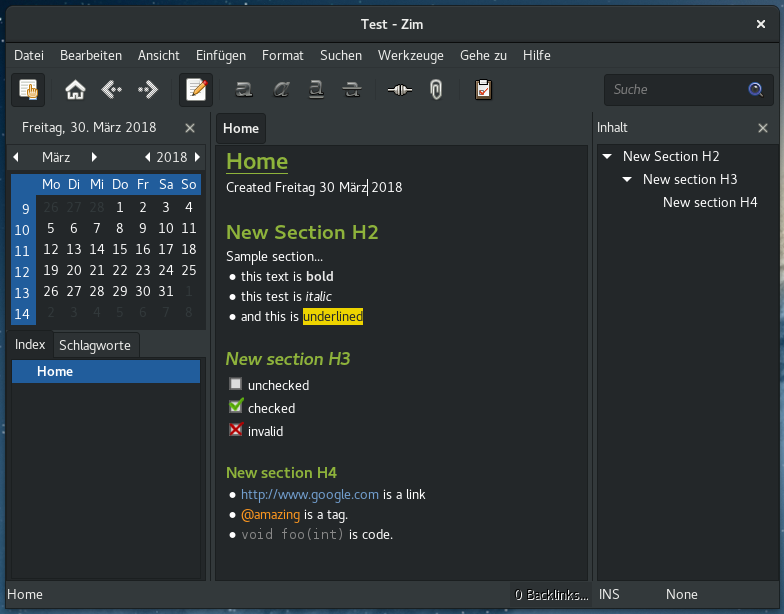 Test - Zim
Datei Bearbeiten Ansicht Einfügen Format Suchen Werkzeuge Gehe zu Hilfe
a a a a Suche
Freitag, 30. März 2018
März 2018
Mo Di Mi Do Fr Sa So
9 26 27 28 1 2 3 4
10 5 6 7 8 9 10 11
11 12 13 14 15 16 17 18
12 19 20 21 22 23 24 25
13 26 27 28 29 30 31 1
14 2 3 4 5 6 7 8
Index Schlagworte
Home
Home
Home
Created Freitag 30 März 2018
New Section H2
Sample section...
• this text is bold
• this test is italic
• and this is underlined
New section H3
unchecked
checked
invalid
New section H4
• http://www.google.com is a link
• @amazing is a tag.
• void foo(int) is code.
Inhalt
New Section H2
New section H3
New section H4
Home 0 Backlinks... INS None